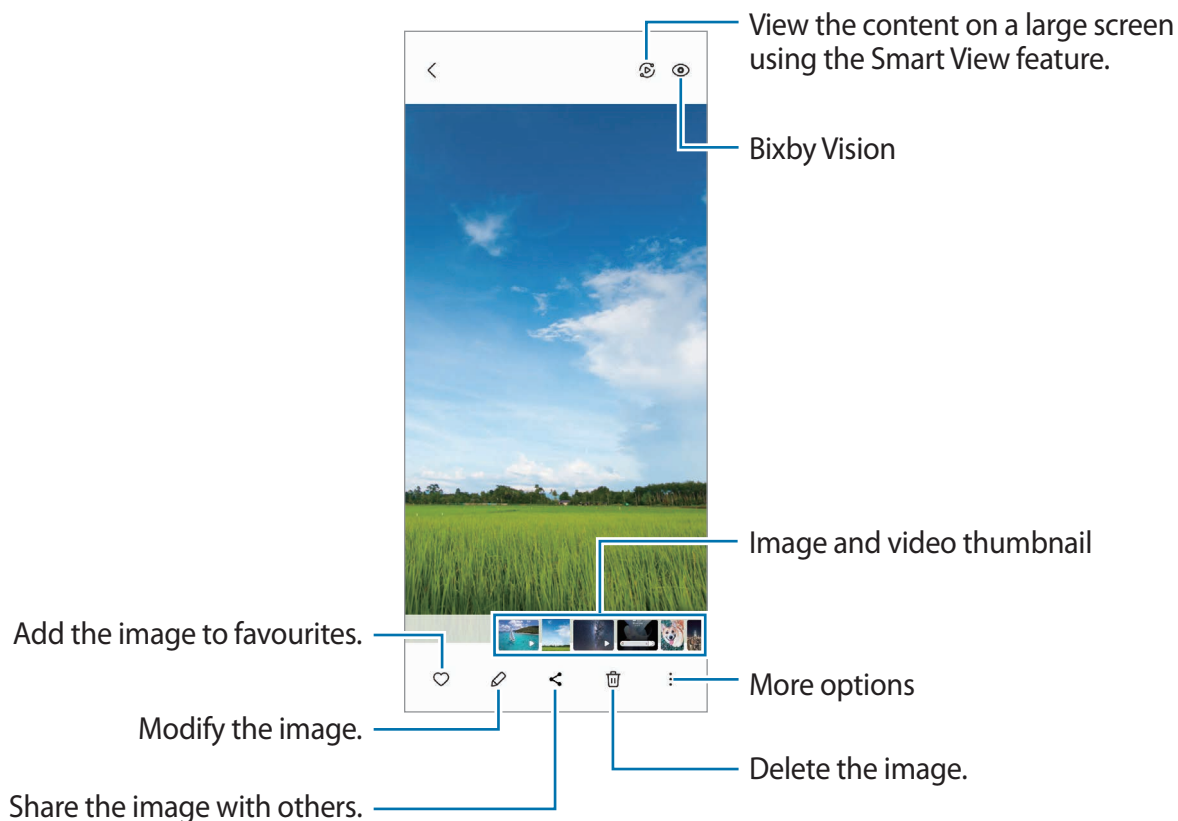 View the content on a large screen
using the Smart View feature.
Bixby Vision
Image and video thumbnail
Add the image to favourites.
More options
Modify the image.
Delete the image.
Share the image with others.